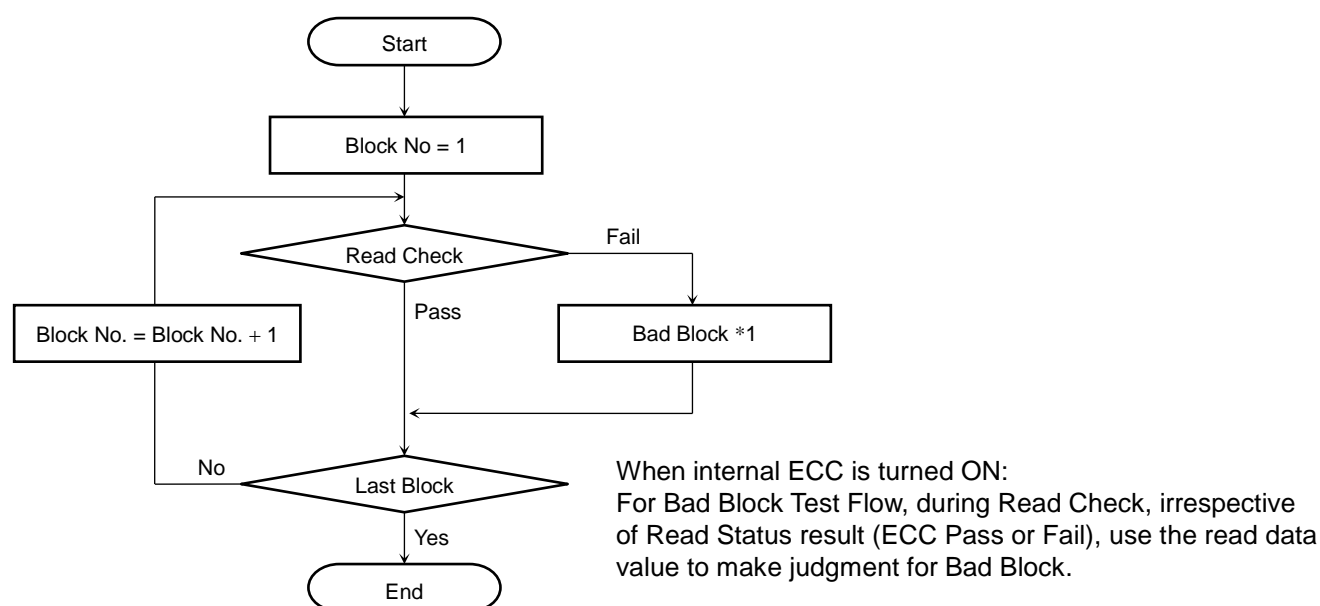 Start
Block No = 1
Read Check
Fail
Pass
Block No. = Block No. + 1
Bad Block *1
No
Last Block
Yes
End
When internal ECC is turned ON:
For Bad Block Test Flow, during Read Check, irrespective
of Read Status result (ECC Pass or Fail), use the read data
value to make judgment for Bad Block.